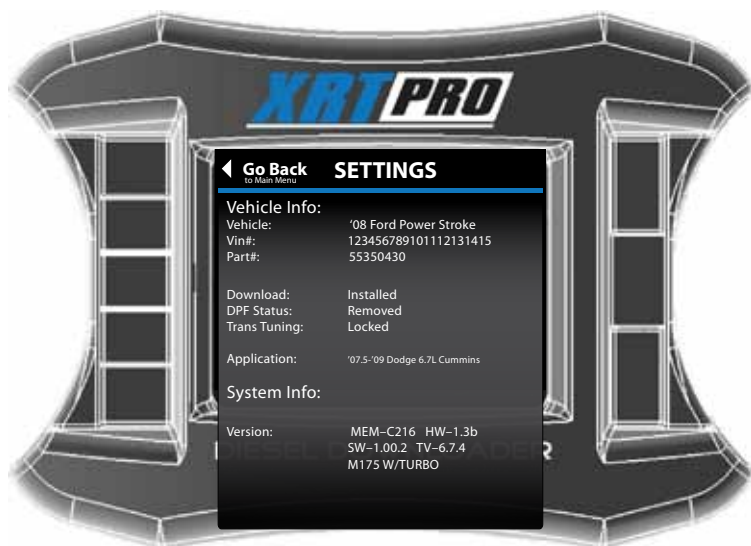 XRT PRO
Go Back SETTINGS
to Main Menu
Vehicle Info:
Vehicle: ‘08 Ford Power Stroke
Vin#: 123456789101112131415
Part#: 55350430
Download: Installed
DPF Status: Removed
Trans Tuning: Locked
Application: '07.5-'09 Dodge 6.7L Cummins
System Info:
Version: MEM–C216 HW–1.3b
SW–1.00.2 TV–6.7.4
M175 W/TURBO
DIESEL